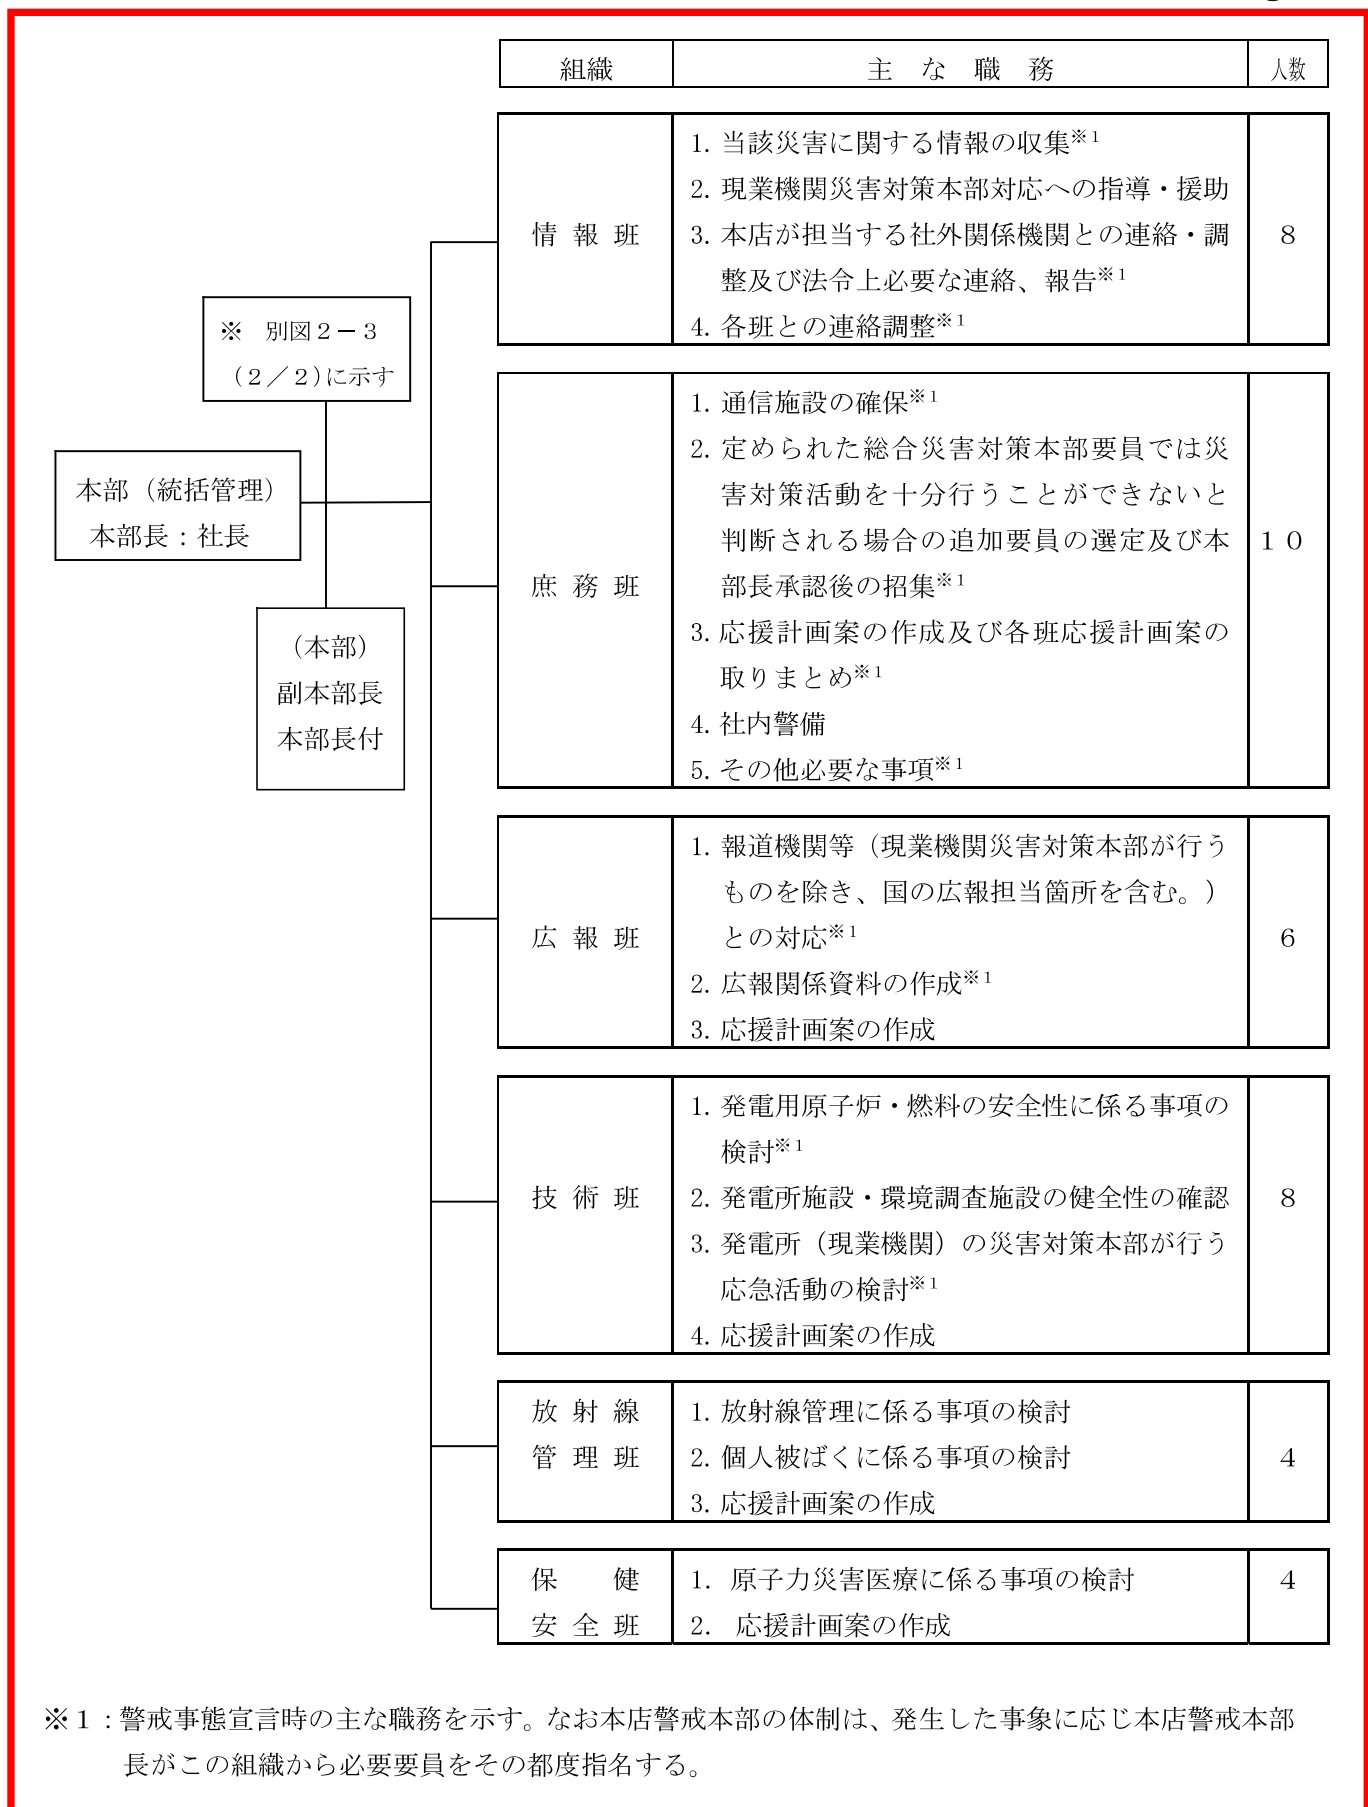 組織　主　な　職　務　人数
情 報 班
1. 当該災害に関する情報の収集※1
2. 現業機関災害対策本部対応への指導・援助
3. 本店が担当する社外関係機関との連絡・調
整及び法令上必要な連絡、報告※1
4. 各班との連絡調整※1
８
※　別図２－３
（２／２）に示す
本部（統括管理）
本部長：社長
（本部）
副本部長
本部長付
庶 務 班
1. 通信施設の確保※1
2. 定められた総合災害対策本部要員では災
害対策活動を十分行うことができないと
判断される場合の追加要員の選定及び本
部長承認後の招集※1
3. 応援計画案の作成及び各班応援計画案の
取りまとめ※1
4. 社内警備
5. その他必要な事項※1
１０
広 報 班
1. 報道機関等（現業機関災害対策本部が行う
ものを除き、国の広報担当箇所を含む。）
との対応※1
2. 広報関係資料の作成※1
3. 応援計画案の作成
６
技 術 班
1. 発電用原子炉・燃料の安全性に係る事項の
検討※1
2. 発電所施設・環境調査施設の健全性の確認
3. 発電所（現業機関）の災害対策本部が行う
応急活動の検討※1
4. 応援計画案の作成
８
放 射 線
管 理 班
1. 放射線管理に係る事項の検討
2. 個人被ばくに係る事項の検討
3. 応援計画案の作成
４
保　　健
安 全 班
1. 原子力災害医療に係る事項の検討
2. 応援計画案の作成
４
※１：警戒事態宣言時の主な職務を示す。なお本店警戒本部の体制は、発生した事象に応じ本店警戒本部
長がこの組織から必要要員をその都度指名する。